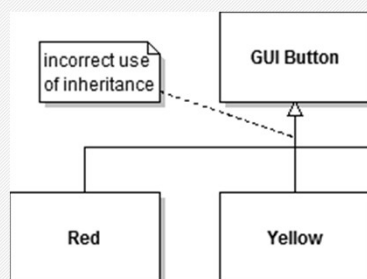 incorrect use
of inheritance
GUI Button
Red
Yellow